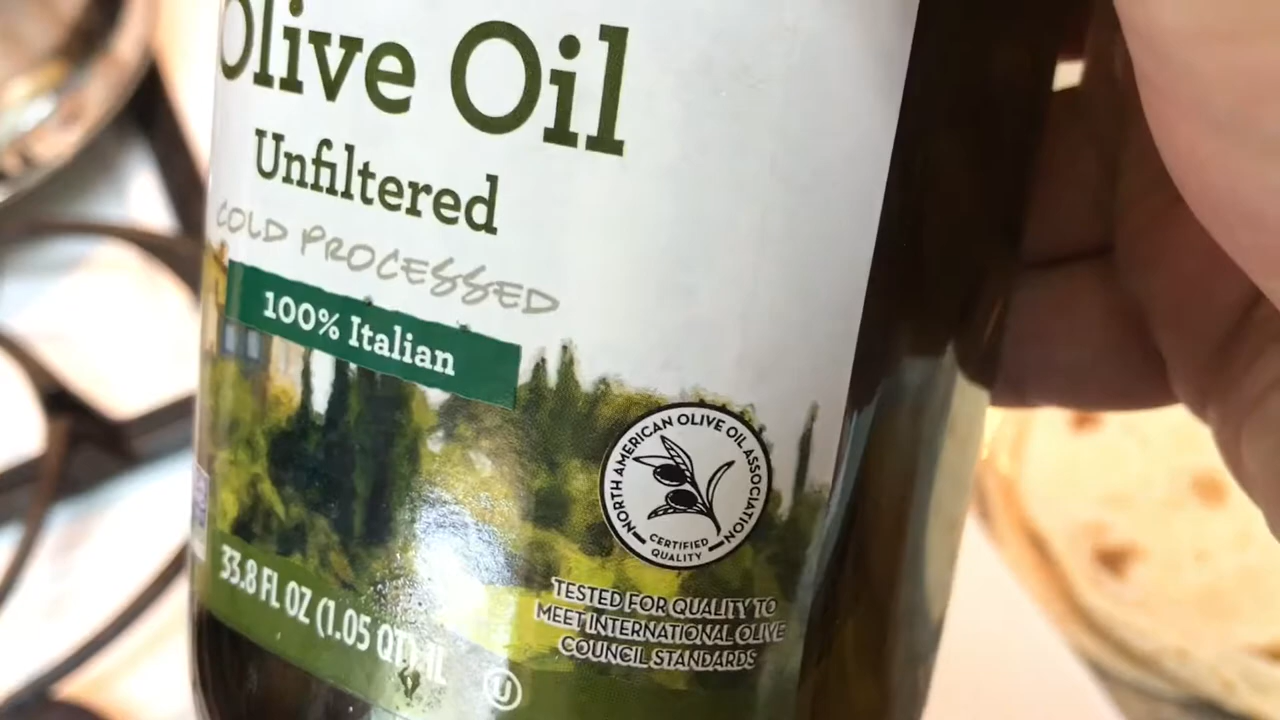 Olive Oil
Unfiltered
COLD PROCESSED
100% Italian
NORTH AMERICAN OLIVE OIL ASSOCIATION
CERTIFIED
QUALITY
TESTED FOR QUALITY TO
MEET INTERNATIONAL OLIVE
COUNCIL STANDARDS
33.8 FL OZ (1.05 QT)
U